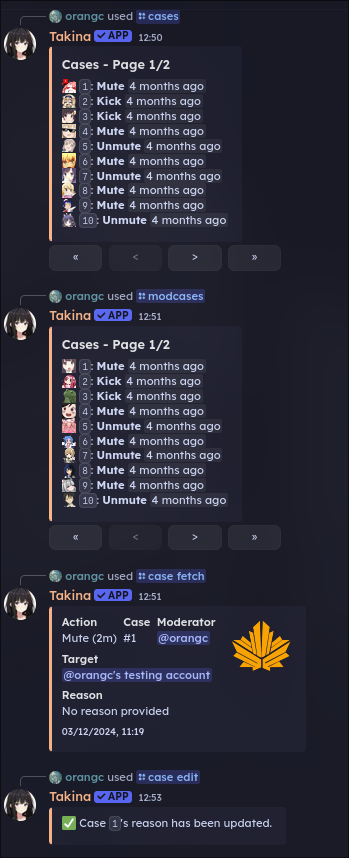 orangc used cases
Takina ✓ APP 12:50
Cases - Page 1/2
1: Mute 4 months ago
2: Kick 4 months ago
3: Kick 4 months ago
4: Mute 4 months ago
5: Unmute 4 months ago
6: Mute 4 months ago
7: Unmute 4 months ago
8: Mute 4 months ago
9: Mute 4 months ago
10: Unmute 4 months ago
« < > »
orangc used modcases
Takina ✓ APP 12:51
Cases - Page 1/2
1: Mute 4 months ago
2: Kick 4 months ago
3: Kick 4 months ago
4: Mute 4 months ago
5: Unmute 4 months ago
6: Mute 4 months ago
7: Unmute 4 months ago
8: Mute 4 months ago
9: Mute 4 months ago
10: Unmute 4 months ago
« < > »
orangc used case fetch
Takina ✓ APP 12:51
Action Case Moderator
Mute (2m) #1 @orangc
Target
@orangc's testing account
Reason
No reason provided
03/12/2024, 11:19
orangc used case edit
Takina ✓ APP 12:53
✅ Case 1's reason has been updated.